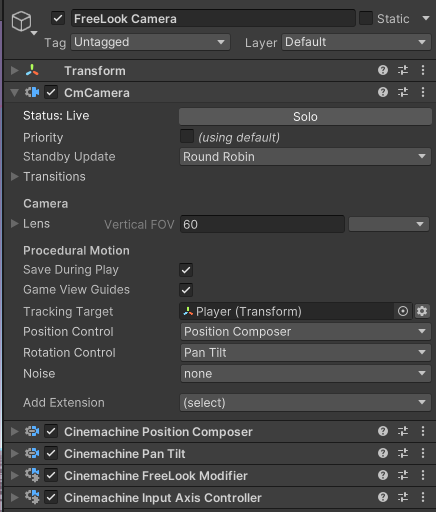 FreeLook Camera Static
Tag Untagged Layer Default
Transform
CmCamera
Status: Live Solo
Priority (using default)
Standby Update Round Robin
Transitions
Camera
Lens Vertical FOV 60
Procedural Motion
Save During Play
Game View Guides
Tracking Target Player (Transform)
Position Control Position Composer
Rotation Control Pan Tilt
Noise none
Add Extension (select)
Cinemachine Position Composer
Cinemachine Pan Tilt
Cinemachine FreeLook Modifier
Cinemachine Input Axis Controller